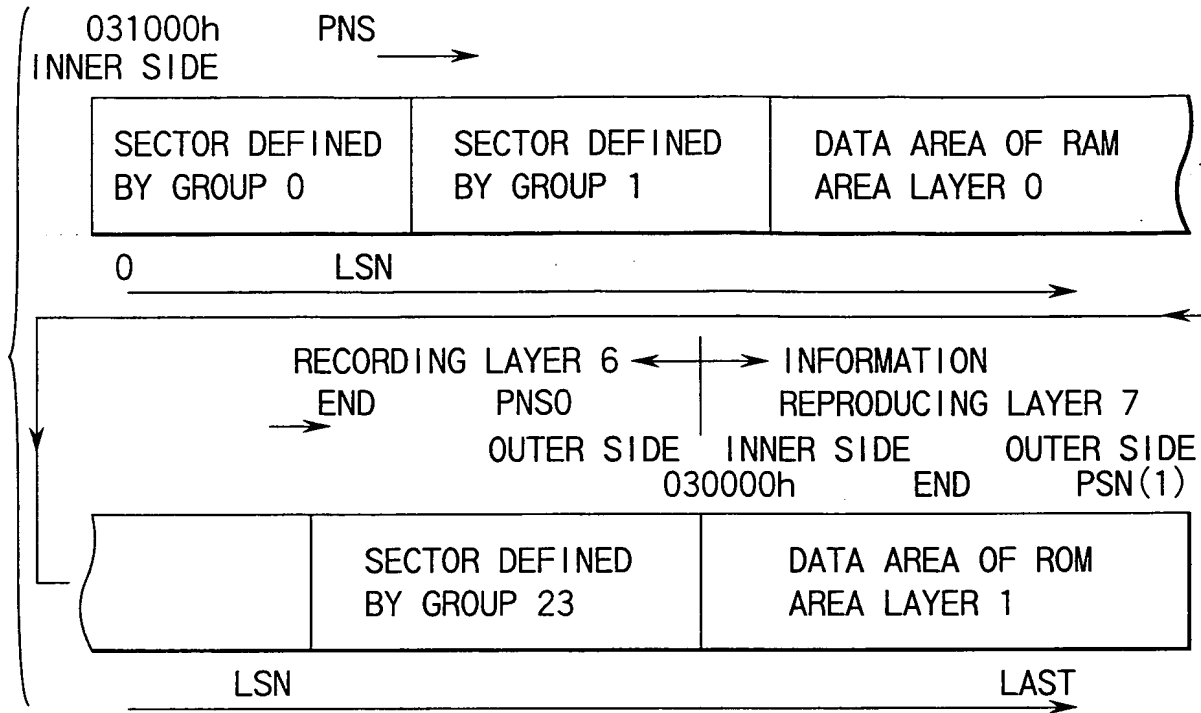 031000h PNS
INNER SIDE
SECTOR DEFINED BY GROUP 0
SECTOR DEFINED BY GROUP 1
DATA AREA OF RAM AREA LAYER 0
0 LSN
RECORDING LAYER 6
INFORMATION
REPRODUCING LAYER 7
END PNS0
OUTER SIDE INNER SIDE OUTER SIDE
030000h END PSN(1)
SECTOR DEFINED BY GROUP 23
DATA AREA OF ROM AREA LAYER 1
LSN LAST